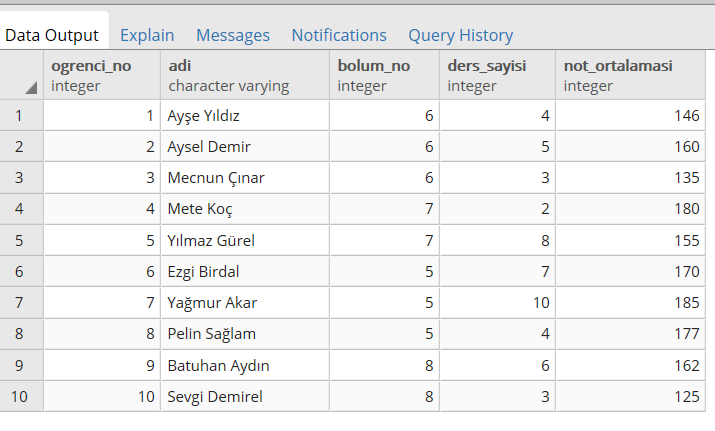 Data Output Explain Messages Notifications Query History
ogrenci_no adi bolum_no ders_sayisi not_ortalamasi
integer character varying integer integer integer
1 1 Ayşe Yıldız 6 4 146
2 2 Aysel Demir 6 5 160
3 3 Mecnun Çınar 6 3 135
4 4 Mete Koç 7 2 180
5 5 Yılmaz Gürel 7 8 155
6 6 Ezgi Birdal 5 7 170
7 7 Yağmur Akar 5 10 185
8 8 Pelin Sağlam 5 4 177
9 9 Batuhan Aydın 8 6 162
10 10 Sevgi Demirel 8 3 125